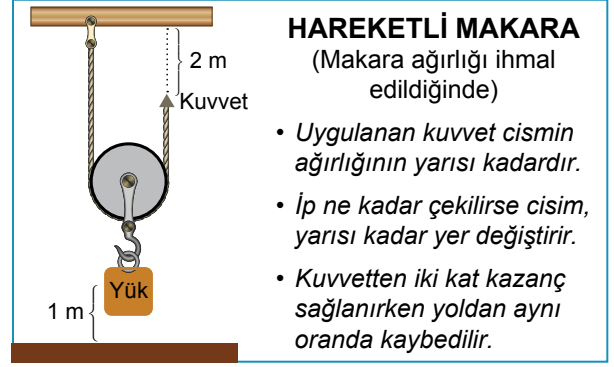 2 m
Kuvvet
Yük
1 m
HAREKETLİ MAKARA
(Makara ağırlığı ihmal
edildiğinde)
• Uygulanan kuvvet cismin
ağırlığının yarısı kadardır.
• İp ne kadar çekilirse cisim,
yarısı kadar yer değiştirir.
• Kuvvetten iki kat kazanç
sağlanırken yoldan aynı
oranda kaybedilir.